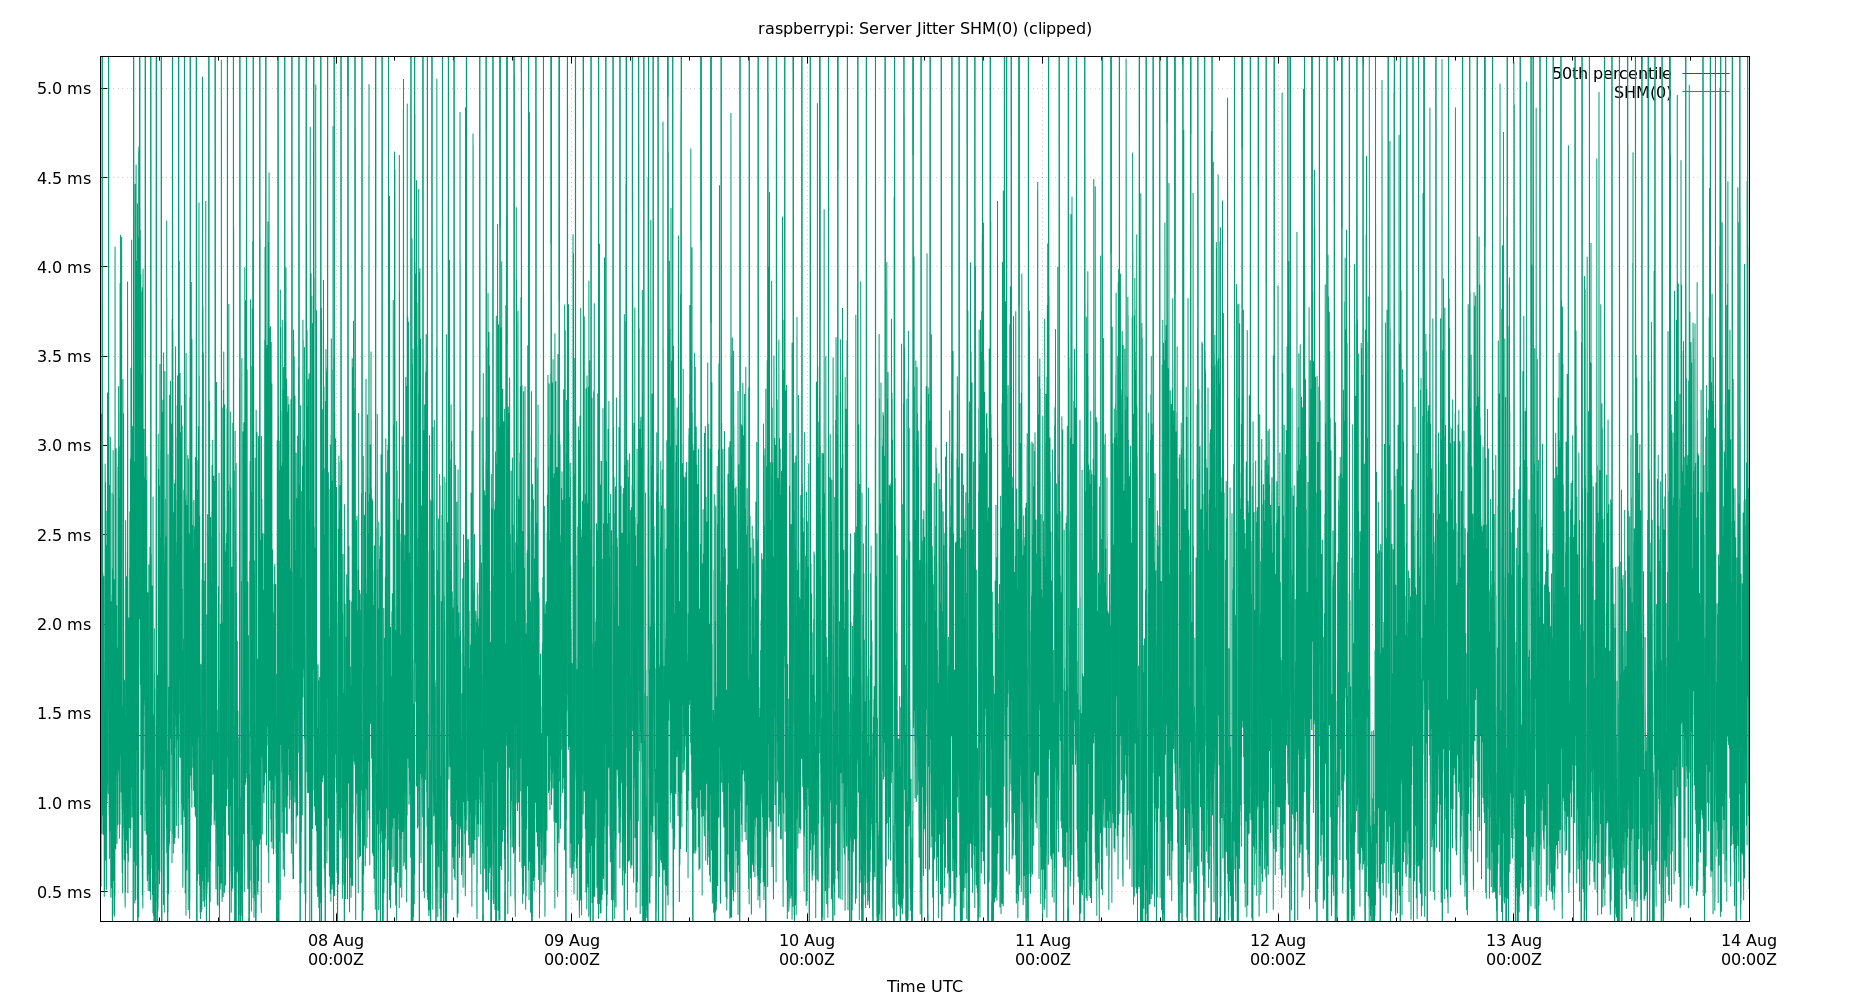 raspberrypi: Server Jitter SHM(0) (clipped)
50th percentile
SHM(0)
5.0 ms
4.5 ms
4.0 ms
3.5 ms
3.0 ms
2.5 ms
2.0 ms
1.5 ms
1.0 ms
0.5 ms
08 Aug 09 Aug 10 Aug 11 Aug 12 Aug 13 Aug 14 Aug
00:00Z 00:00Z 00:00Z 00:00Z 00:00Z 00:00Z 00:00Z
Time UTC